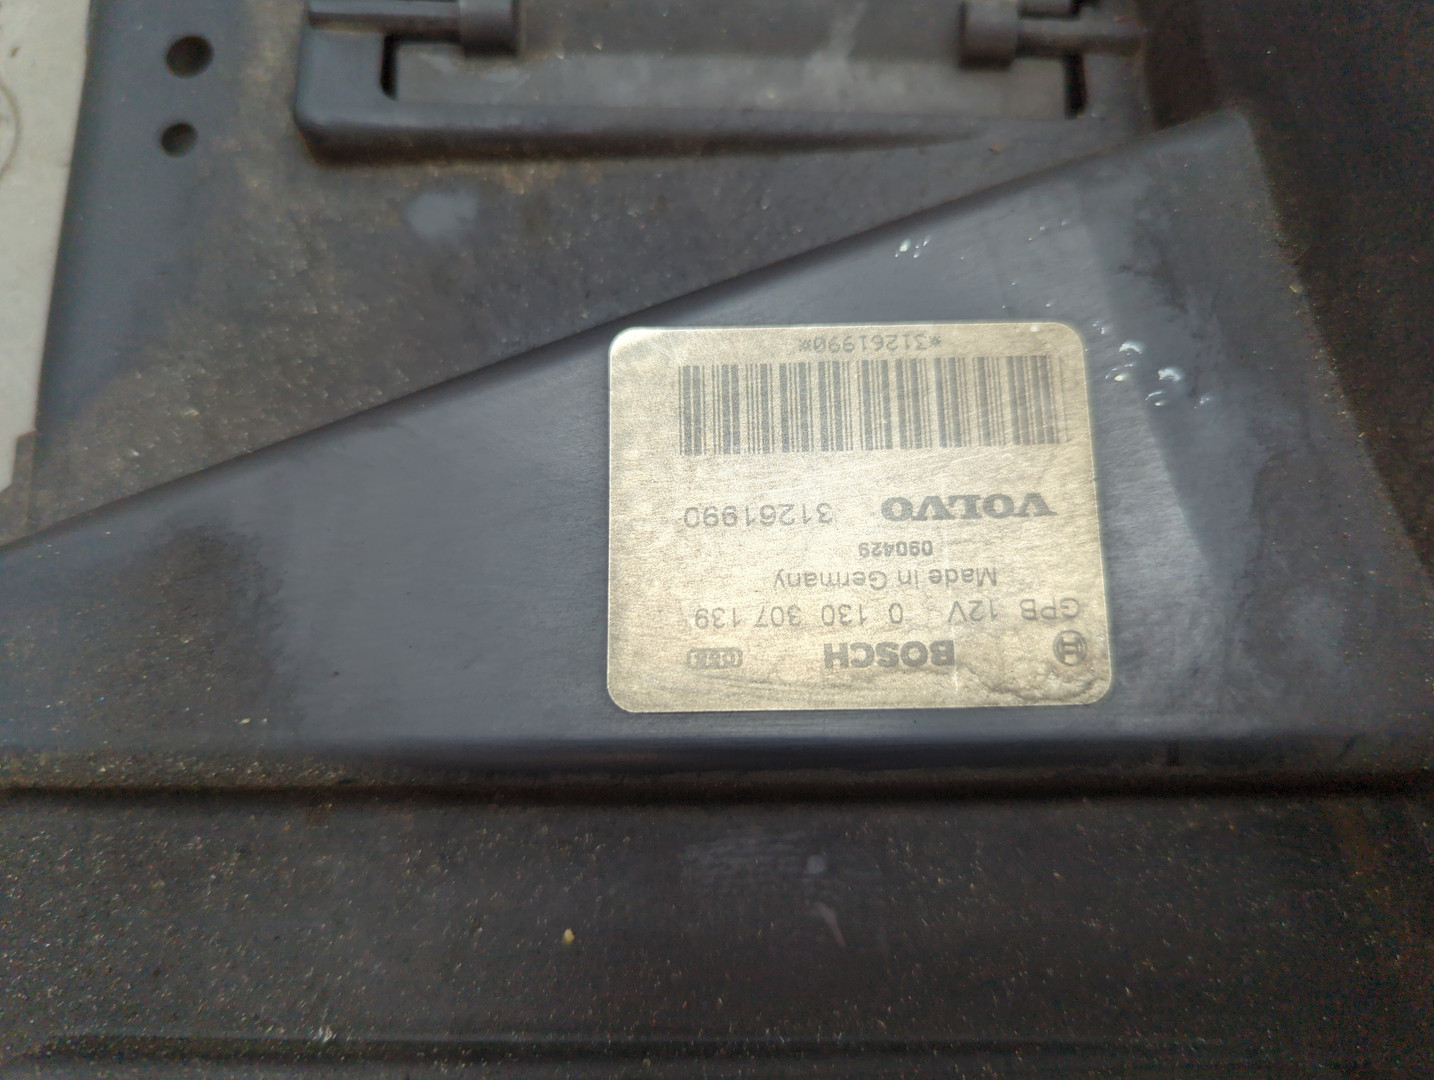 BOSCH
GPB 12V 0 130 307 139
Made in Germany
090429
VOLVO 31261990
*31261990*